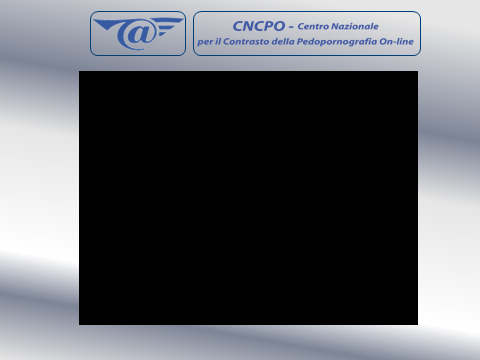 @
CNCPO - Centro Nazionale
per il Contrasto della Pedopornografia On-line